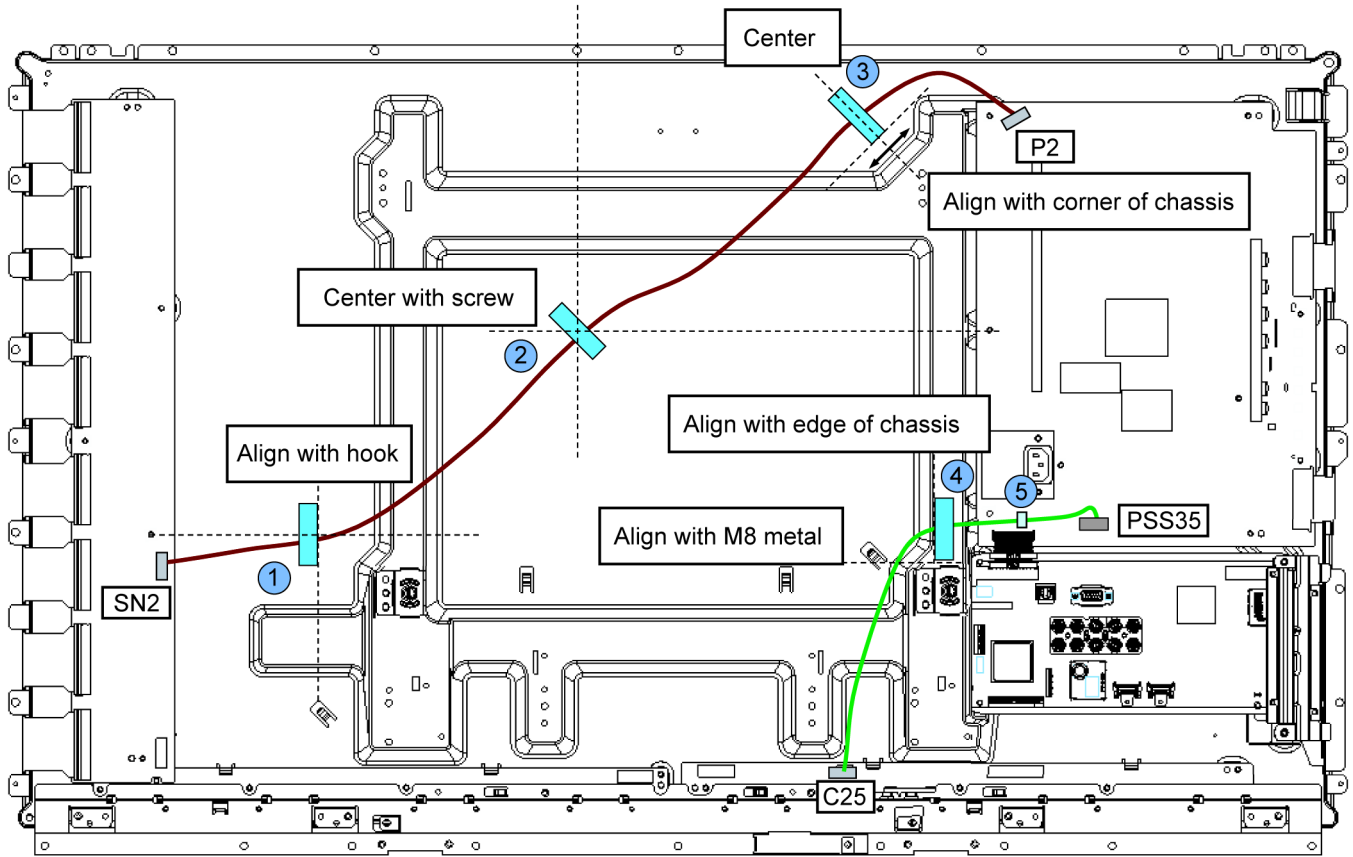 Center
3
P2
Align with corner of chassis
Center with screw
2
Align with edge of chassis
Align with hook
4
5
PSS35
Align with M8 metal
1
SN2
C25